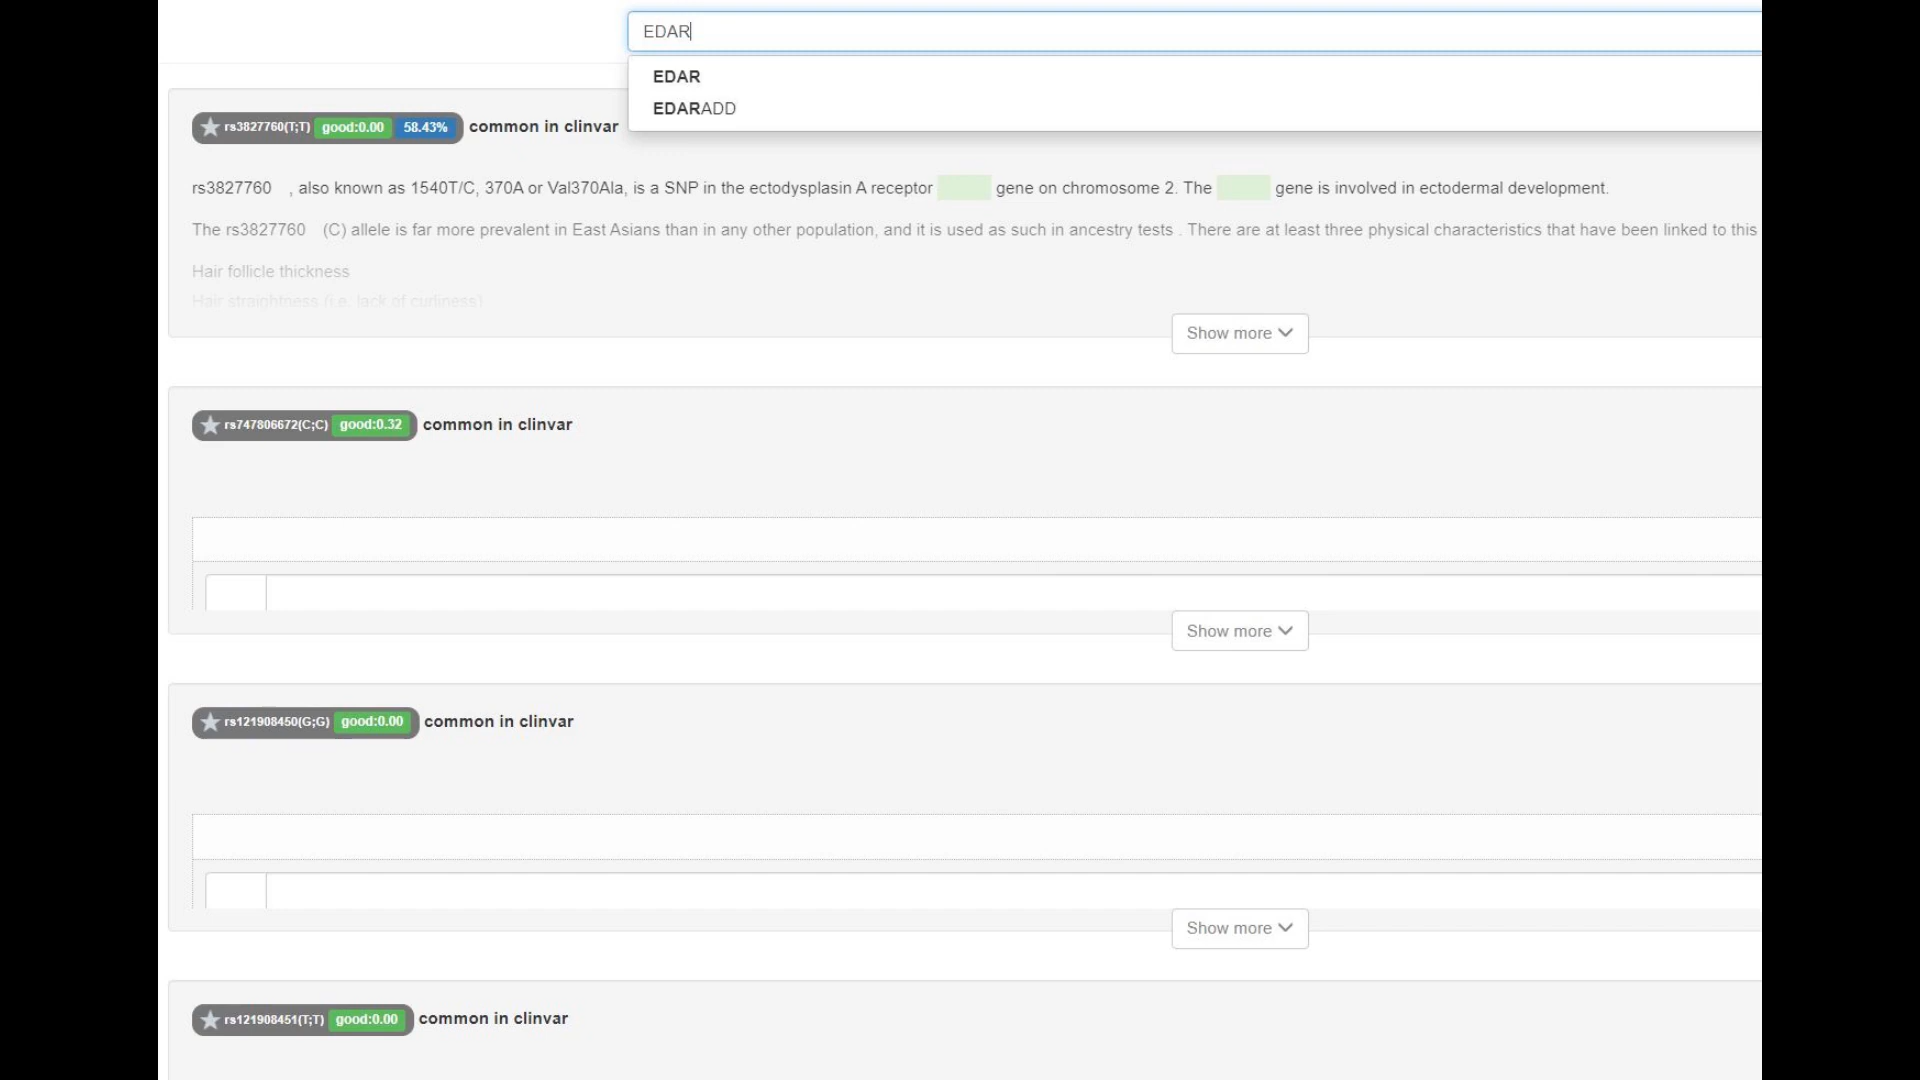 EDAR
EDAR
EDARADD
rs3827760(T;T) good:0.00 58.43% common in clinvar
rs3827760 , also known as 1540T/C, 370A or Val370Ala, is a SNP in the ectodysplasin A receptor gene on chromosome 2. The gene is involved in ectodermal development.
The rs3827760 (C) allele is far more prevalent in East Asians than in any other population, and it is used as such in ancestry tests . There are at least three physical characteristics that have been linked to this
Hair follicle thickness
Hair straightness (i.e. lack of curliness)
Show more
rs747806672(C;C) good:0.32 common in clinvar
Show more
rs121908450(G;G) good:0.00 common in clinvar
Show more
rs121908451(T;T) good:0.00 common in clinvar